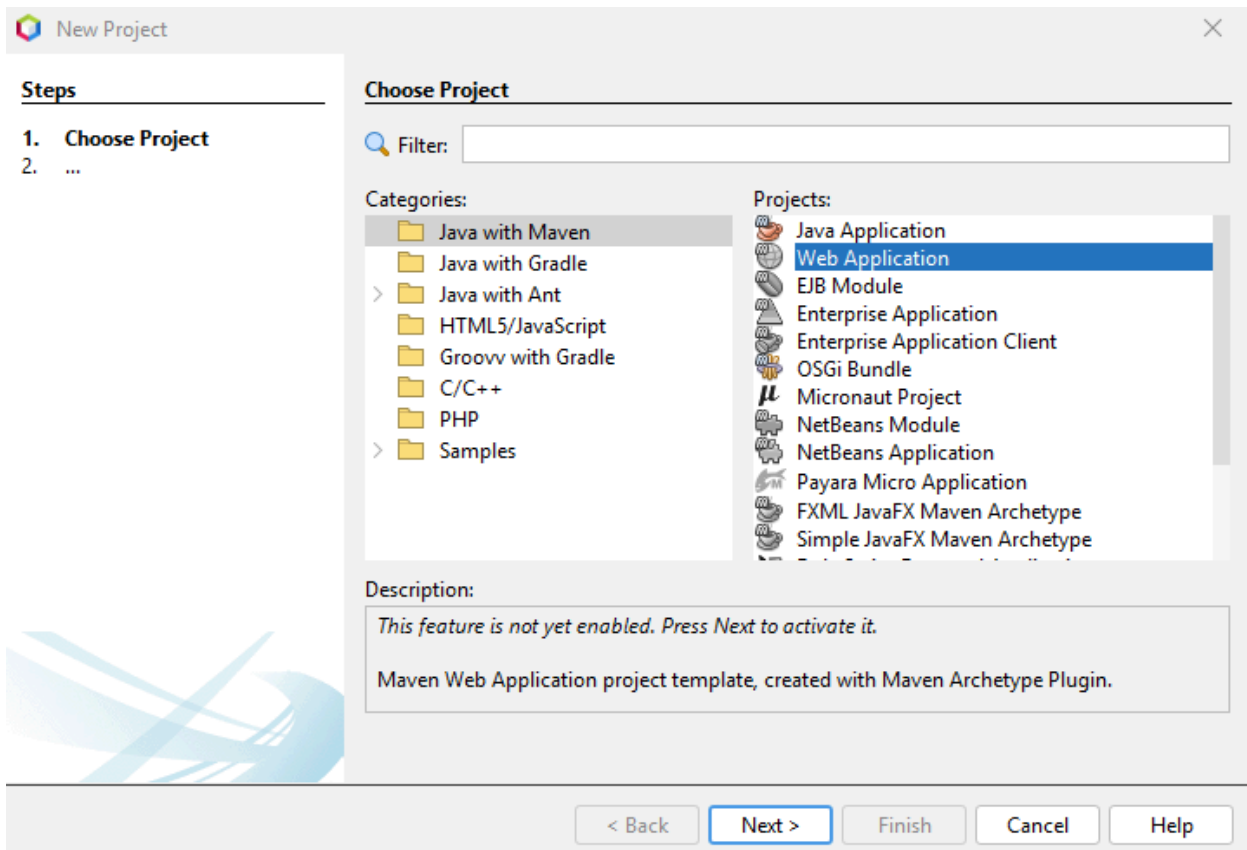 New Project
Steps
1. Choose Project
2. ...
Choose Project
Filter:
Categories:
Java with Maven
Java with Gradle
Java with Ant
HTML5/JavaScript
Groovy with Gradle
C/C++
PHP
Samples
Projects:
Java Application
Web Application
EJB Module
Enterprise Application
Enterprise Application Client
OSGi Bundle
Micronaut Project
NetBeans Module
NetBeans Application
Payara Micro Application
FXML JavaFX Maven Archetype
Simple JavaFX Maven Archetype
Description:
This feature is not yet enabled. Press Next to activate it.
Maven Web Application project template, created with Maven Archetype Plugin.
< Back Next > Finish Cancel Help